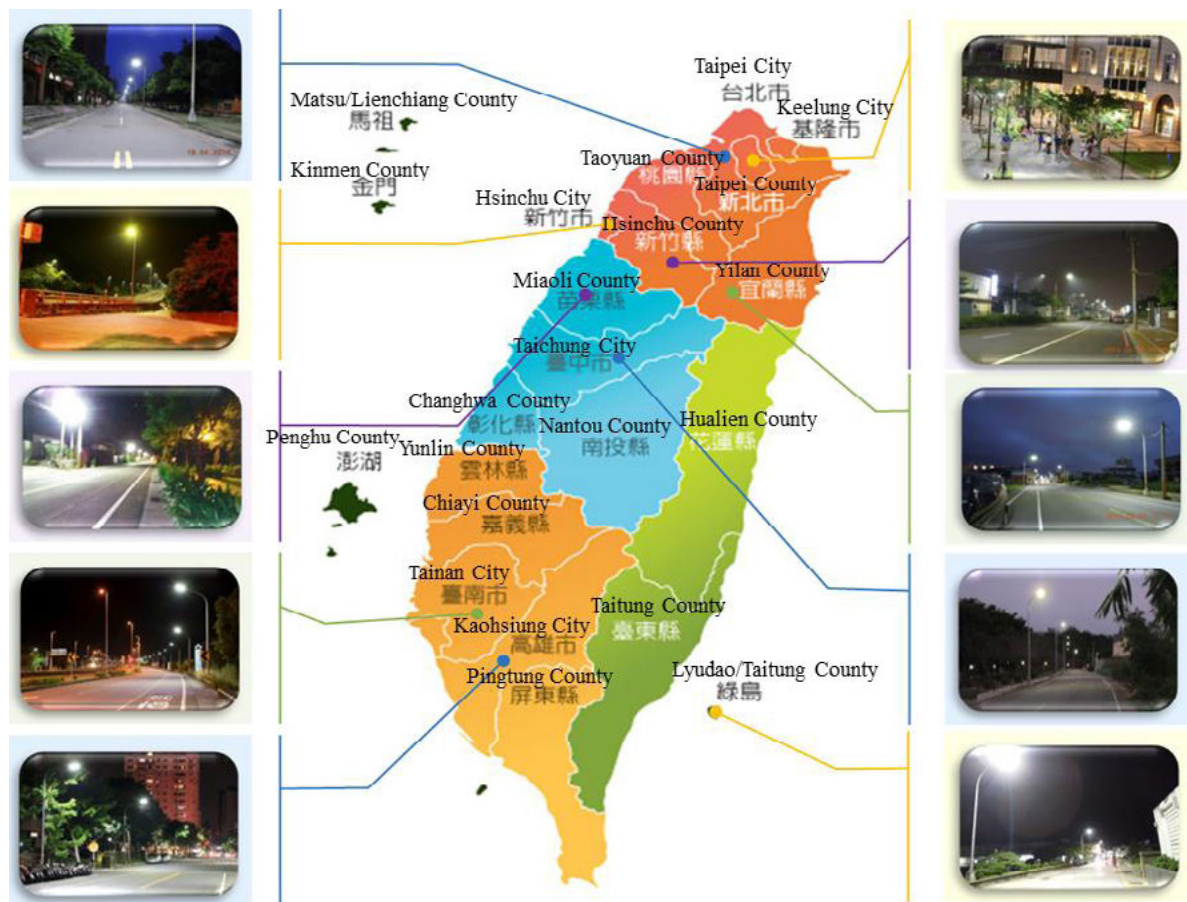 Taipei City
台北市
Matsu/Lienchiang County
馬祖
Keelung City
基隆市
Kinmen County
金門
Taoyuan County
桃園縣
Taipei County
新北市
Hsinchu City
新竹市
Hsinchu County
新竹縣
Miaoli County
苗栗縣
Yilan County
宜蘭縣
Taichung City
臺中市
Changhwa County
彰化縣
Nantou County
南投縣
Hualien County
花蓮縣
Penghu County
澎湖
Yunlin County
雲林縣
Chiayi County
嘉義縣
Tainan City
臺南市
Taitung County
臺東縣
Kaohsiung City
高雄市
Pingtung County
屏東縣
Lyudao/Taitung County
綠島